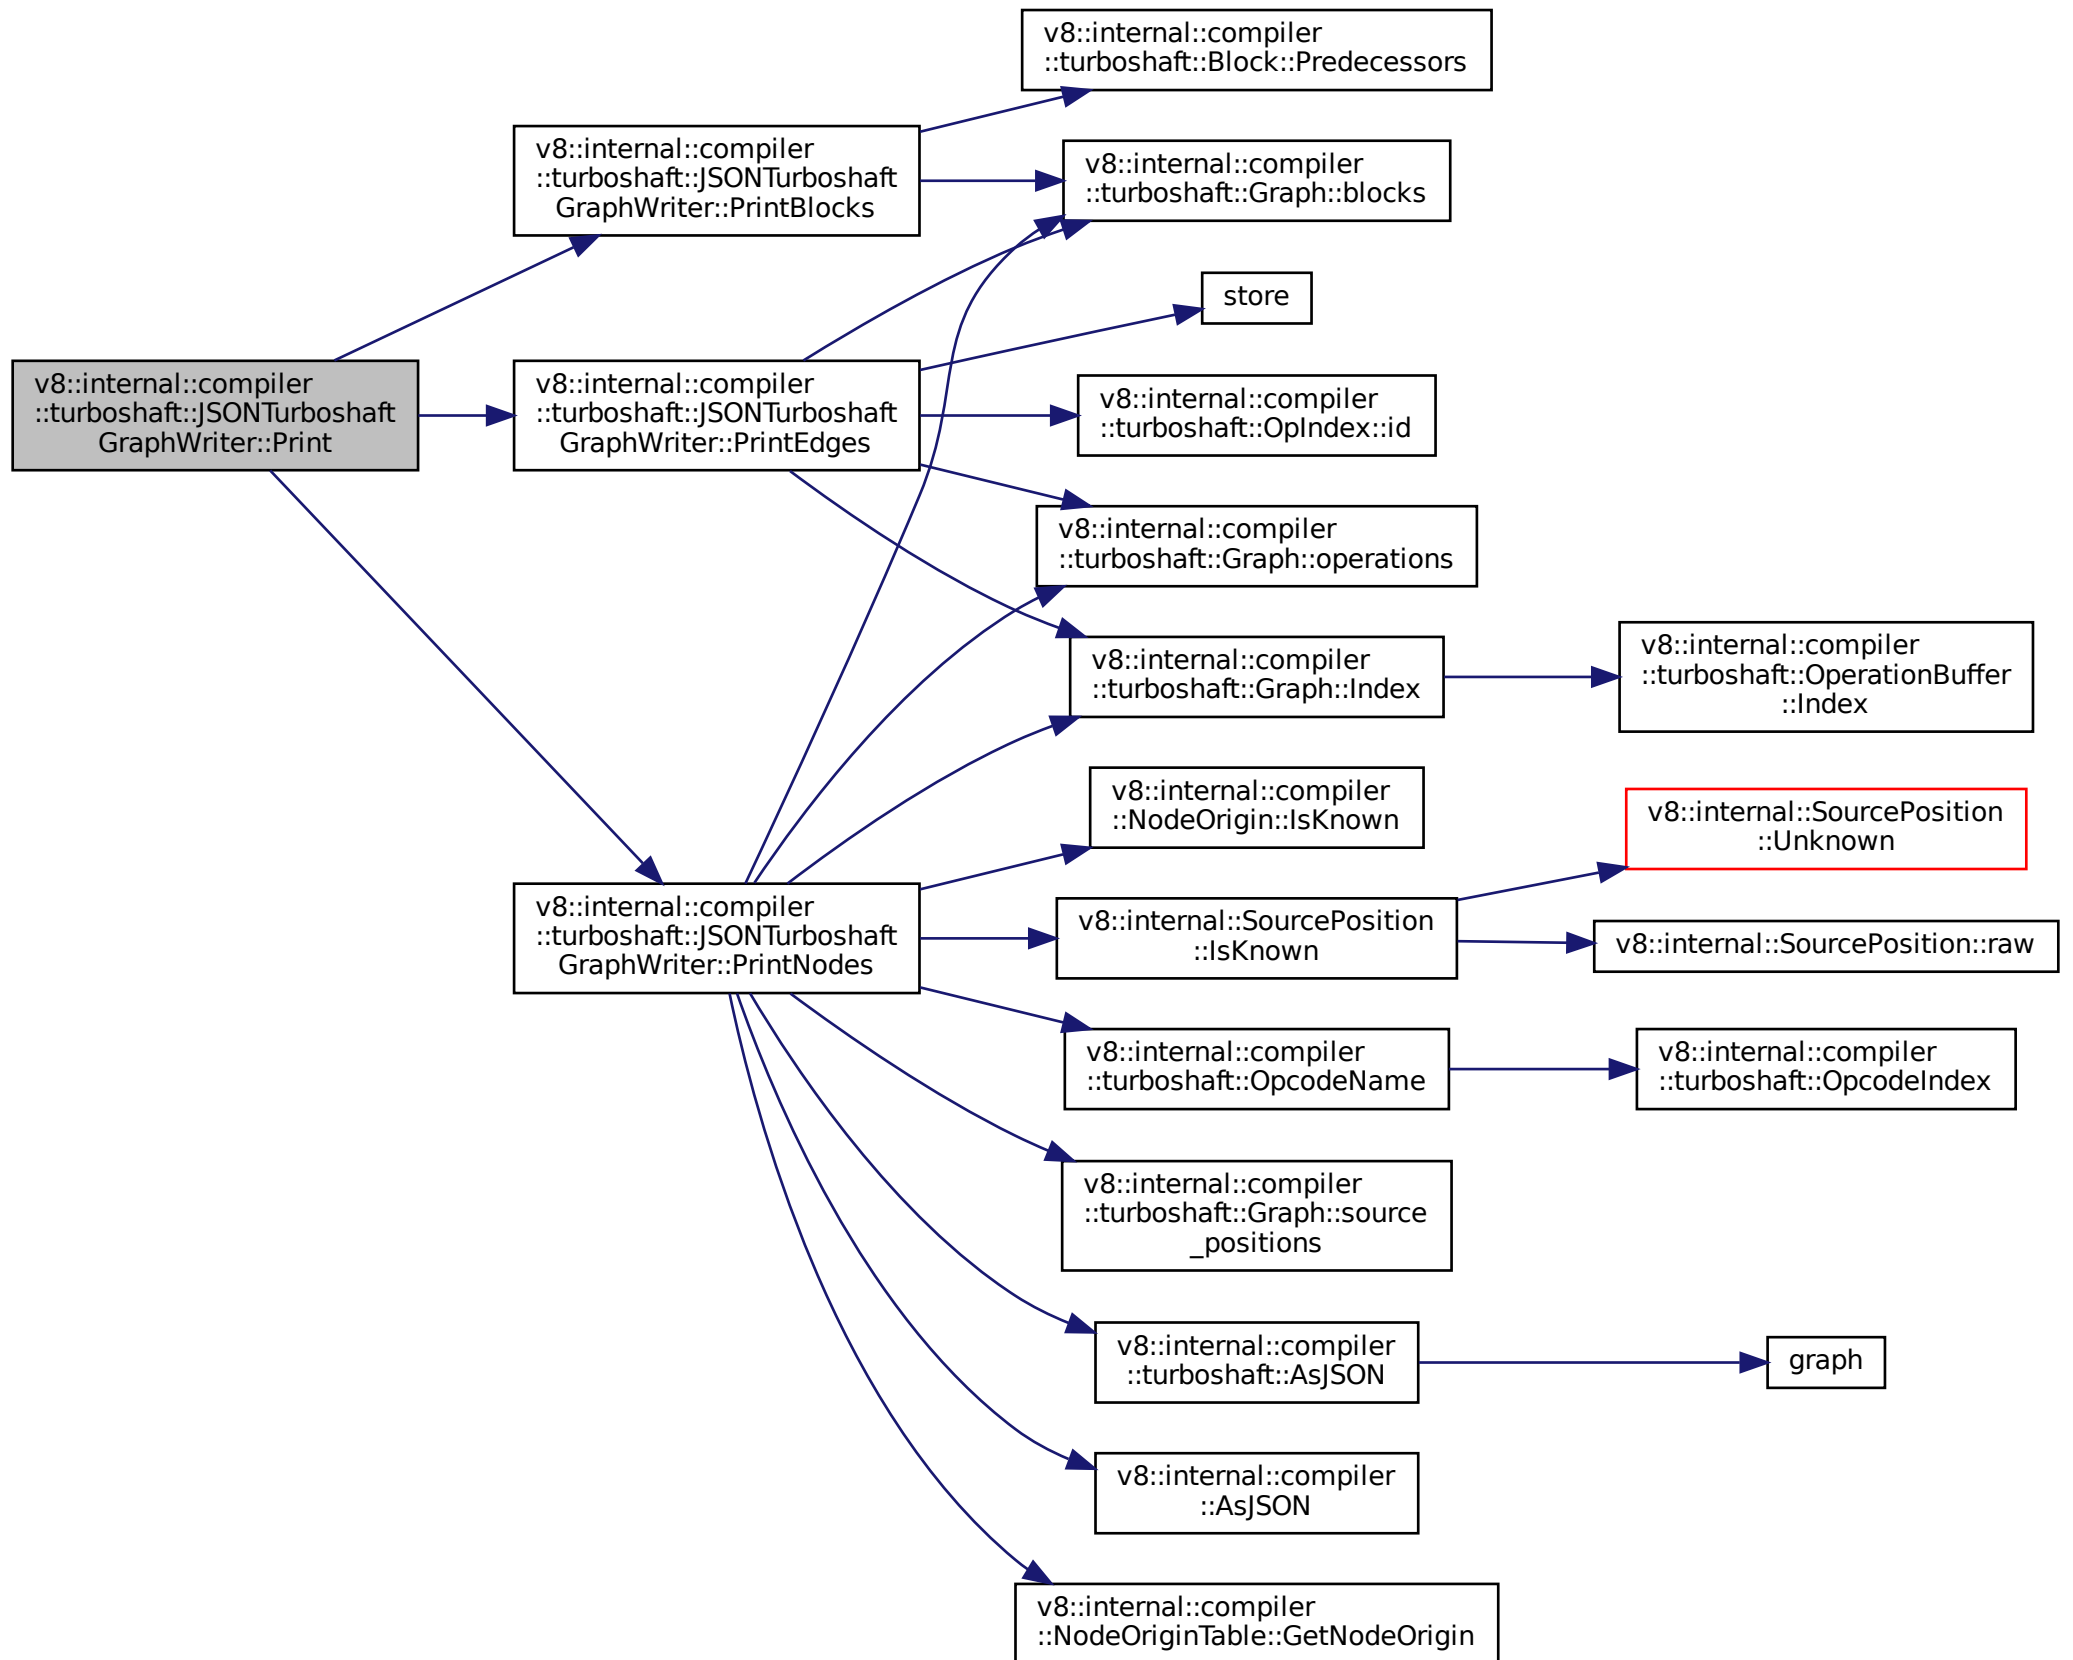 v8::internal::compiler
::turboshaft::JSONTurboshaft
GraphWriter::Print
v8::internal::compiler
::turboshaft::JSONTurboshaft
GraphWriter::PrintBlocks
v8::internal::compiler
::turboshaft::Block::Predecessors
v8::internal::compiler
::turboshaft::Graph::blocks
v8::internal::compiler
::turboshaft::JSONTurboshaft
GraphWriter::PrintEdges
store
v8::internal::compiler
::turboshaft::OpIndex::id
v8::internal::compiler
::turboshaft::Graph::operations
v8::internal::compiler
::turboshaft::Graph::Index
v8::internal::compiler
::turboshaft::OperationBuffer
::Index
v8::internal::compiler
::turboshaft::JSONTurboshaft
GraphWriter::PrintNodes
v8::internal::compiler
::NodeOrigin::IsKnown
v8::internal::SourcePosition
::IsKnown
v8::internal::SourcePosition
::Unknown
v8::internal::SourcePosition::raw
v8::internal::compiler
::turboshaft::OpcodeName
v8::internal::compiler
::turboshaft::OpcodeIndex
v8::internal::compiler
::turboshaft::Graph::source
_positions
v8::internal::compiler
::turboshaft::AsJSON
graph
v8::internal::compiler
::AsJSON
v8::internal::compiler
::NodeOriginTable::GetNodeOrigin